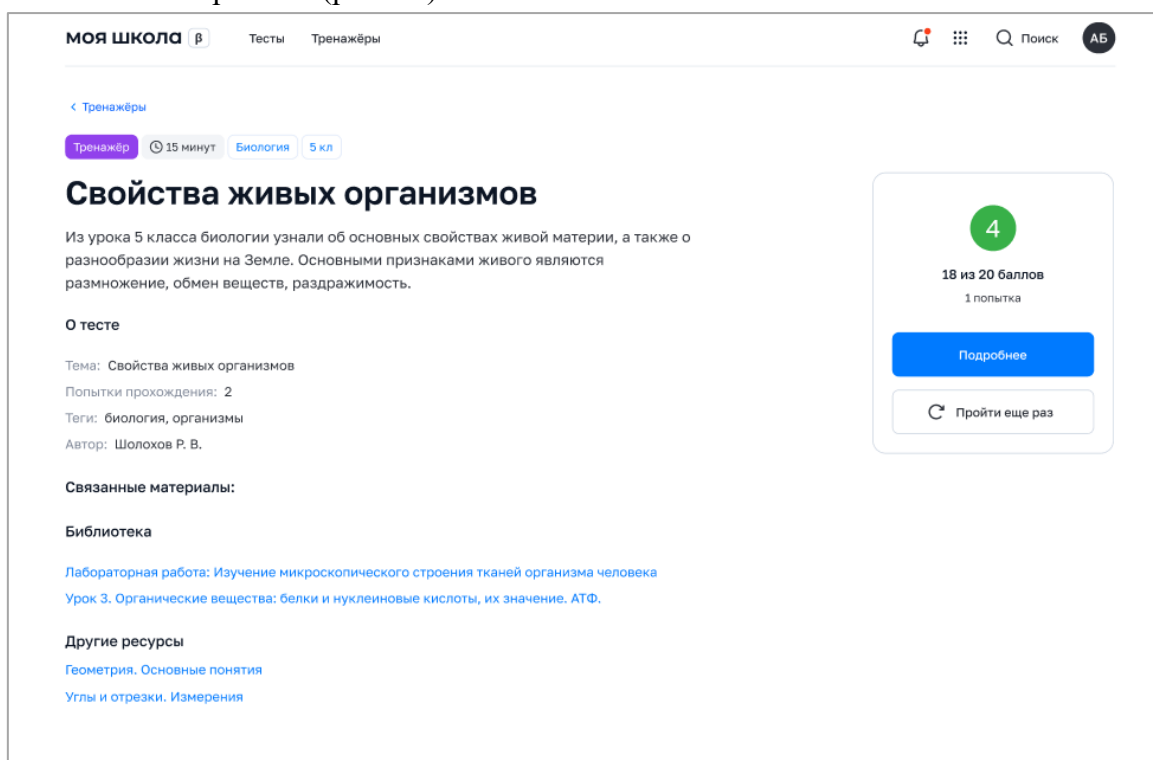 моя школа β Тесты Тренажёры Поиск АБ
Тренажёры
Тренажёр 15 минут Биология 5 кл
Свойства живых организмов
Из урока 5 класса биологии узнали об основных свойствах живой материи, а также о
разнообразии жизни на Земле. Основными признаками живого являются
размножение, обмен веществ, раздражимость.
О тесте
Тема: Свойства живых организмов
Попытки прохождения: 2
Теги: биология, организмы
Автор: Шолохов Р. В.
Связанные материалы:
Библиотека
Лабораторная работа: Изучение микроскопического строения тканей организма человека
Урок 3. Органические вещества: белки и нуклеиновые кислоты, их значение. АТФ.
Другие ресурсы
Геометрия. Основные понятия
Углы и отрезки. Измерения
4
18 из 20 баллов
1 попытка
Подробнее
Пройти еще раз